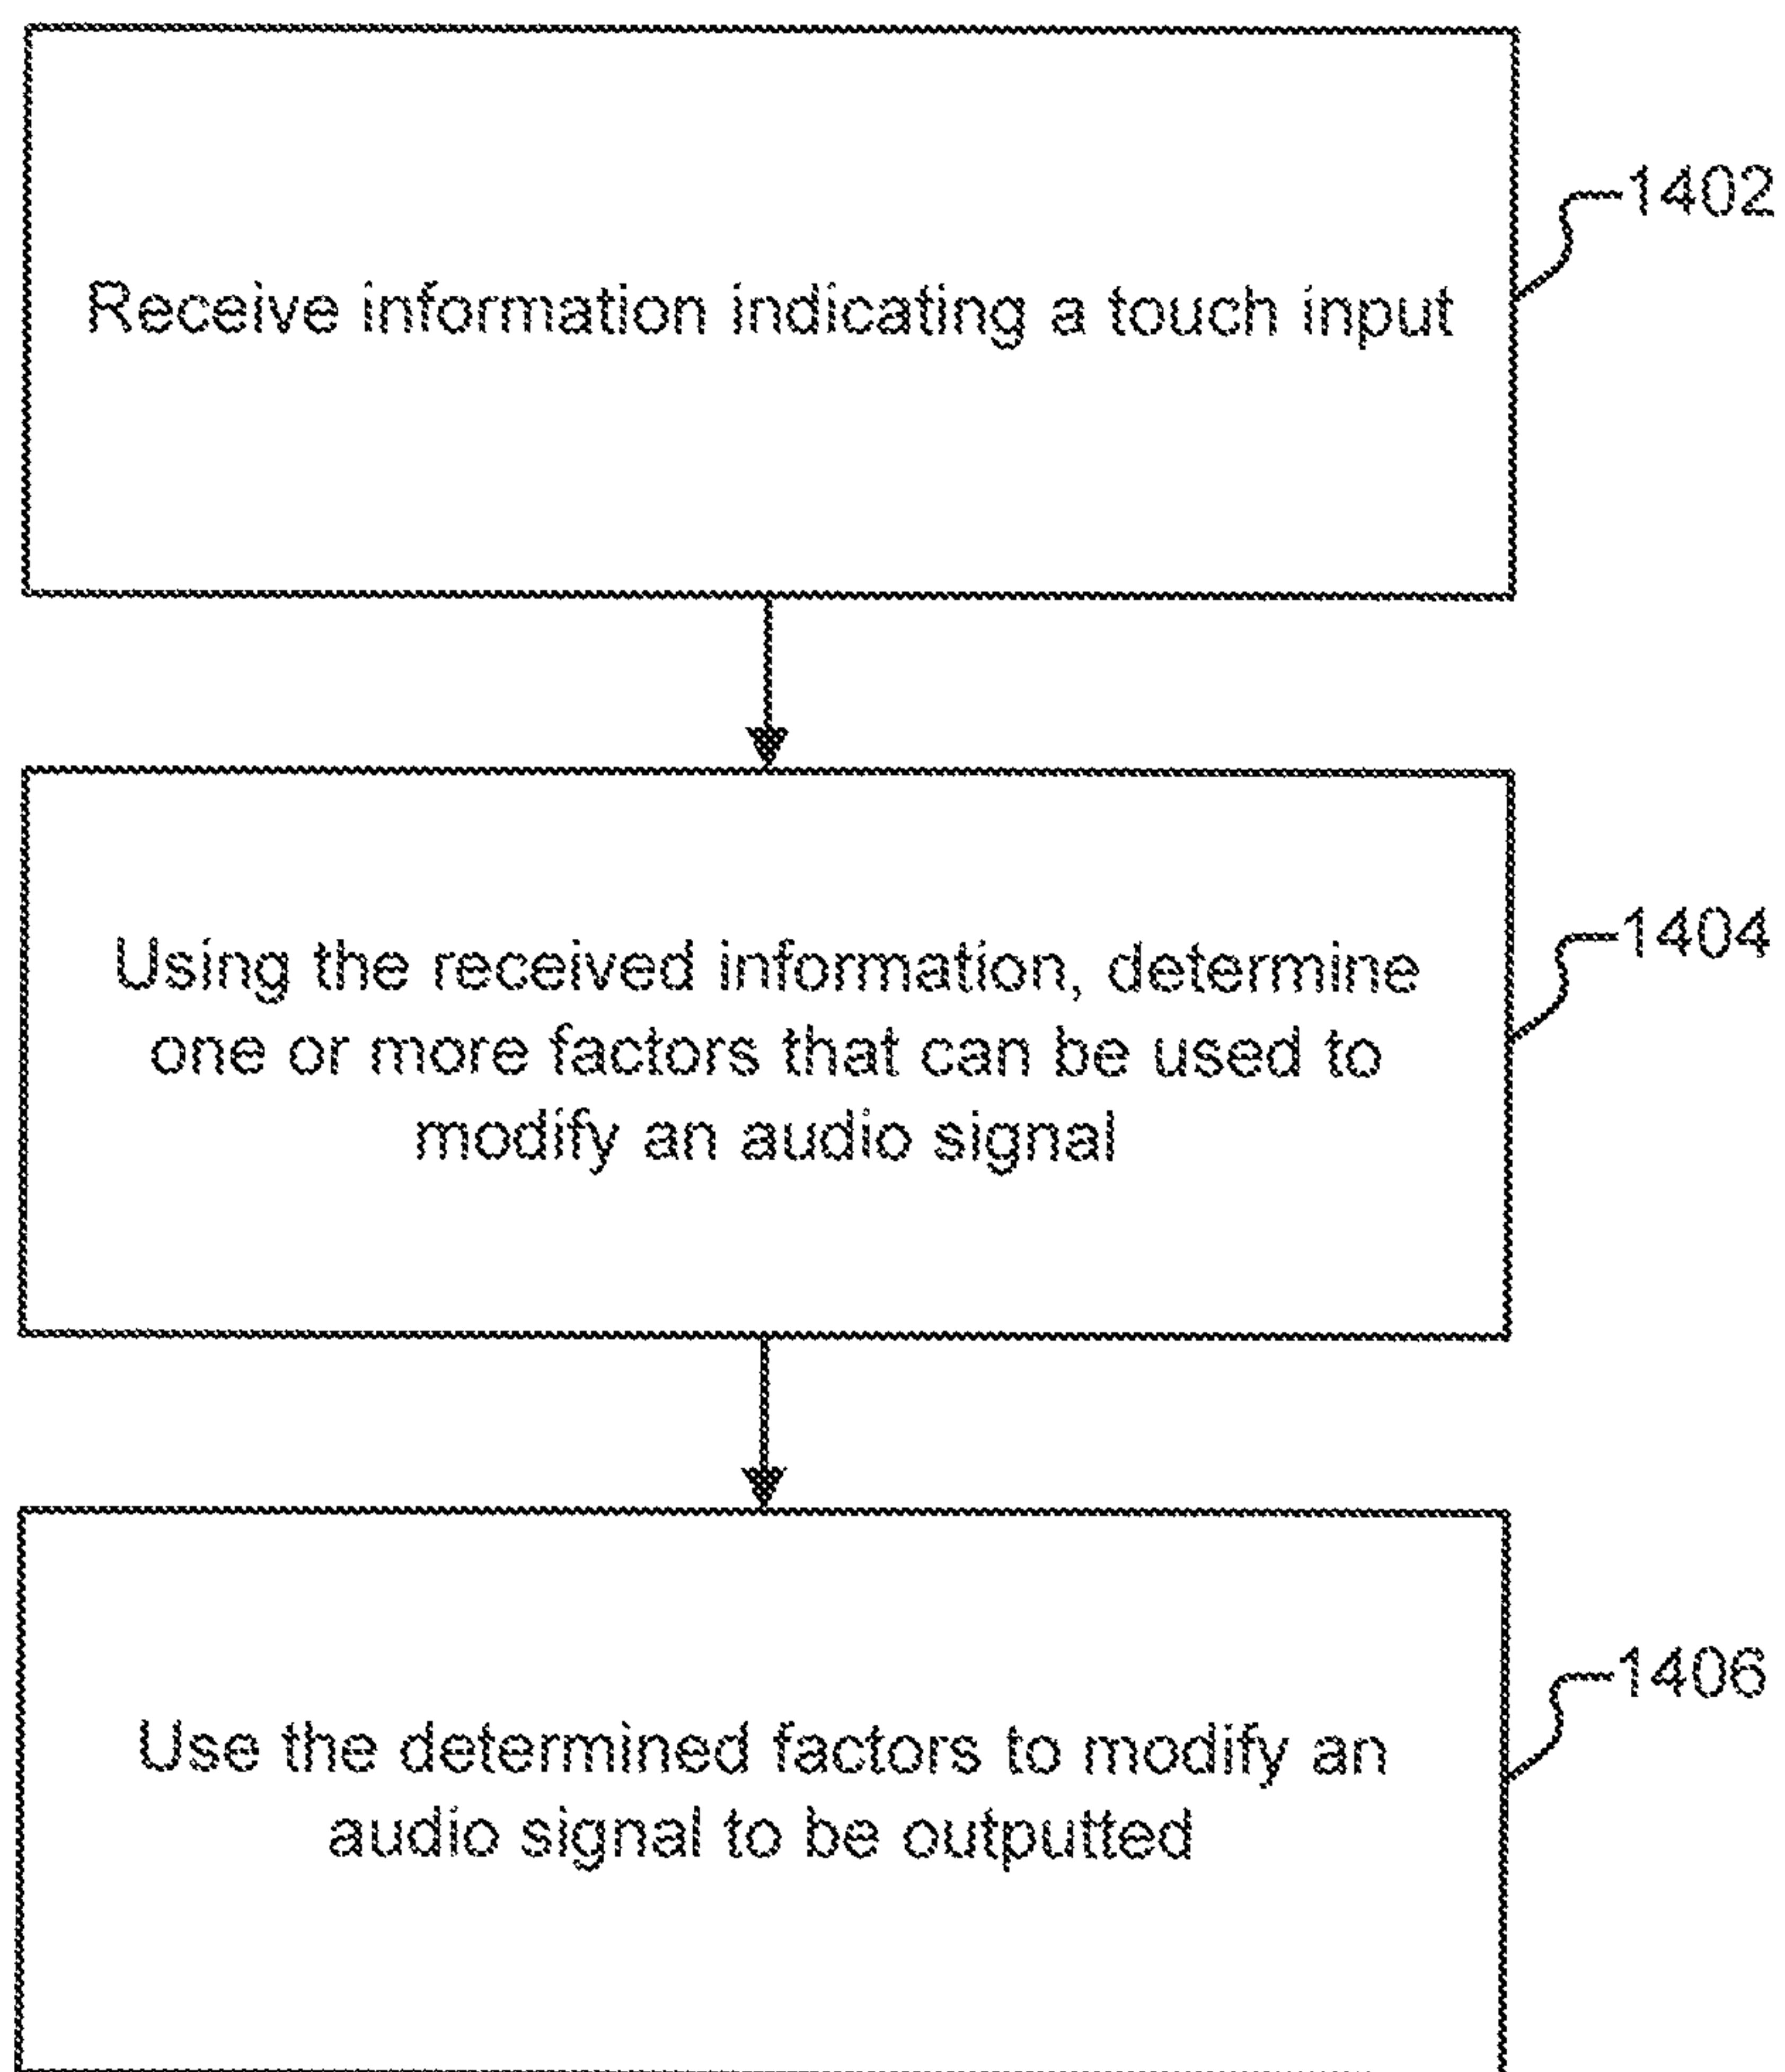 1402
Receive information indicating a touch input
1404
Using the received information, determine
one or more factors that can be used to
modify an audio signal
1406
Use the determined factors to modify an
audio signal to be outputted